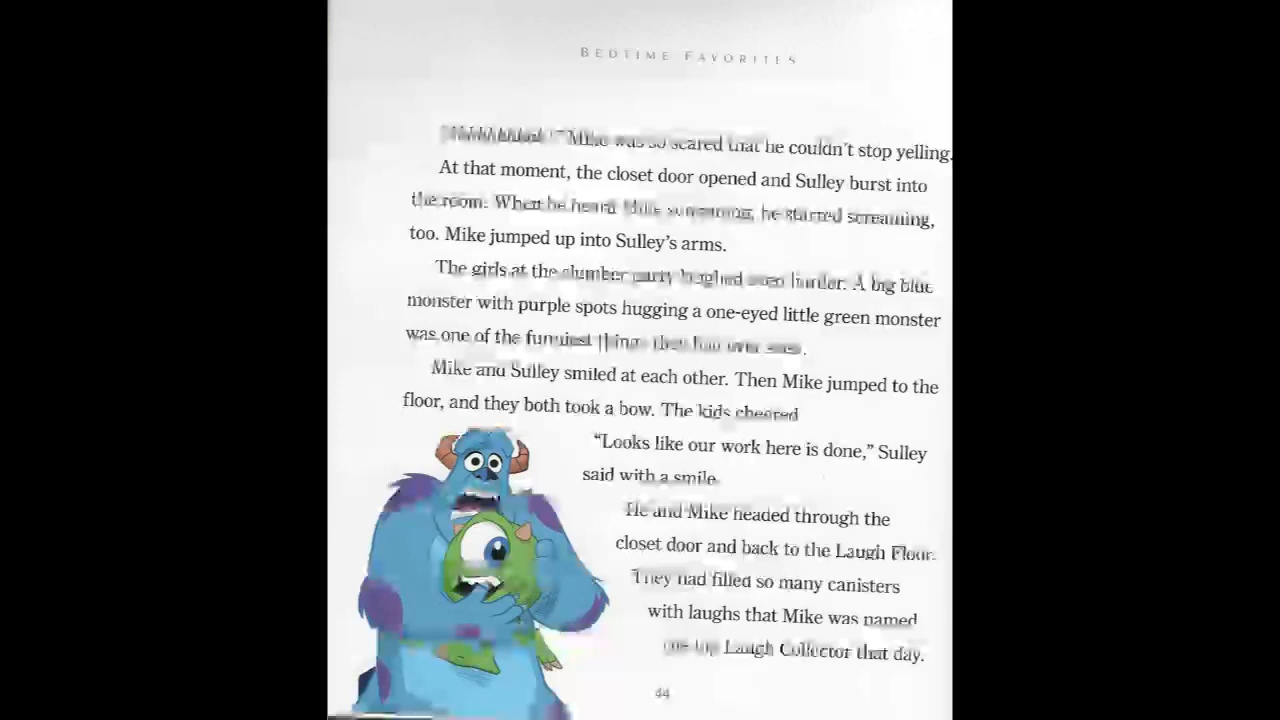 BEDTIME FAVORITES
Mike was so scared that he couldn't stop yelling.
At that moment, the closet door opened and Sulley burst into
the room. When he heard Mike screaming, he started screaming,
too. Mike jumped up into Sulley's arms.
The girls at the slumber party laughed even harder. A big blue
monster with purple spots hugging a one-eyed little green monster
was one of the funniest things they had ever seen.
Mike and Sulley smiled at each other. Then Mike jumped to the
floor, and they both took a bow. The kids cheered
"Looks like our work here is done," Sulley
said with a smile.
He and Mike headed through the
closet door and back to the Laugh Floor.
They had filled so many canisters
with laughs that Mike was named
the top Laugh Collector that day.
44